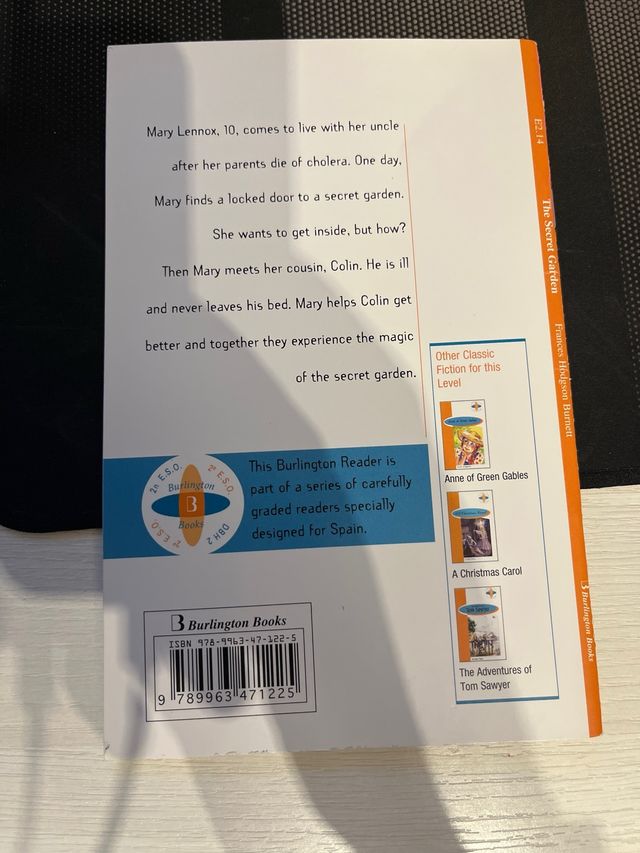 Mary Lennox, 10, comes to live with her uncle
after her parents die of cholera. One day,
Mary finds a locked door to a secret garden.
She wants to get inside, but how?
Then Mary meets her cousin, Colin. He is ill
and never leaves his bed. Mary helps Colin get
better and together they experience the magic
of the secret garden.
Other Classic
Fiction for this
Level
Anne of Green Gables
A Christmas Carol
Tom Sawyer
The Adventures of
Tom Sawyer
2n E.S.O.
2º E.S.O.
Burlington
B
Books
2º E.S.O.
DBH 2
This Burlington Reader is
part of a series of carefully
graded readers specially
designed for Spain.
B Burlington Books
ISBN 978-9963-47-122-5
9 789963 471225
E2.14
The Secret Garden
Frances Hodgson Burnett
B Burlington Books